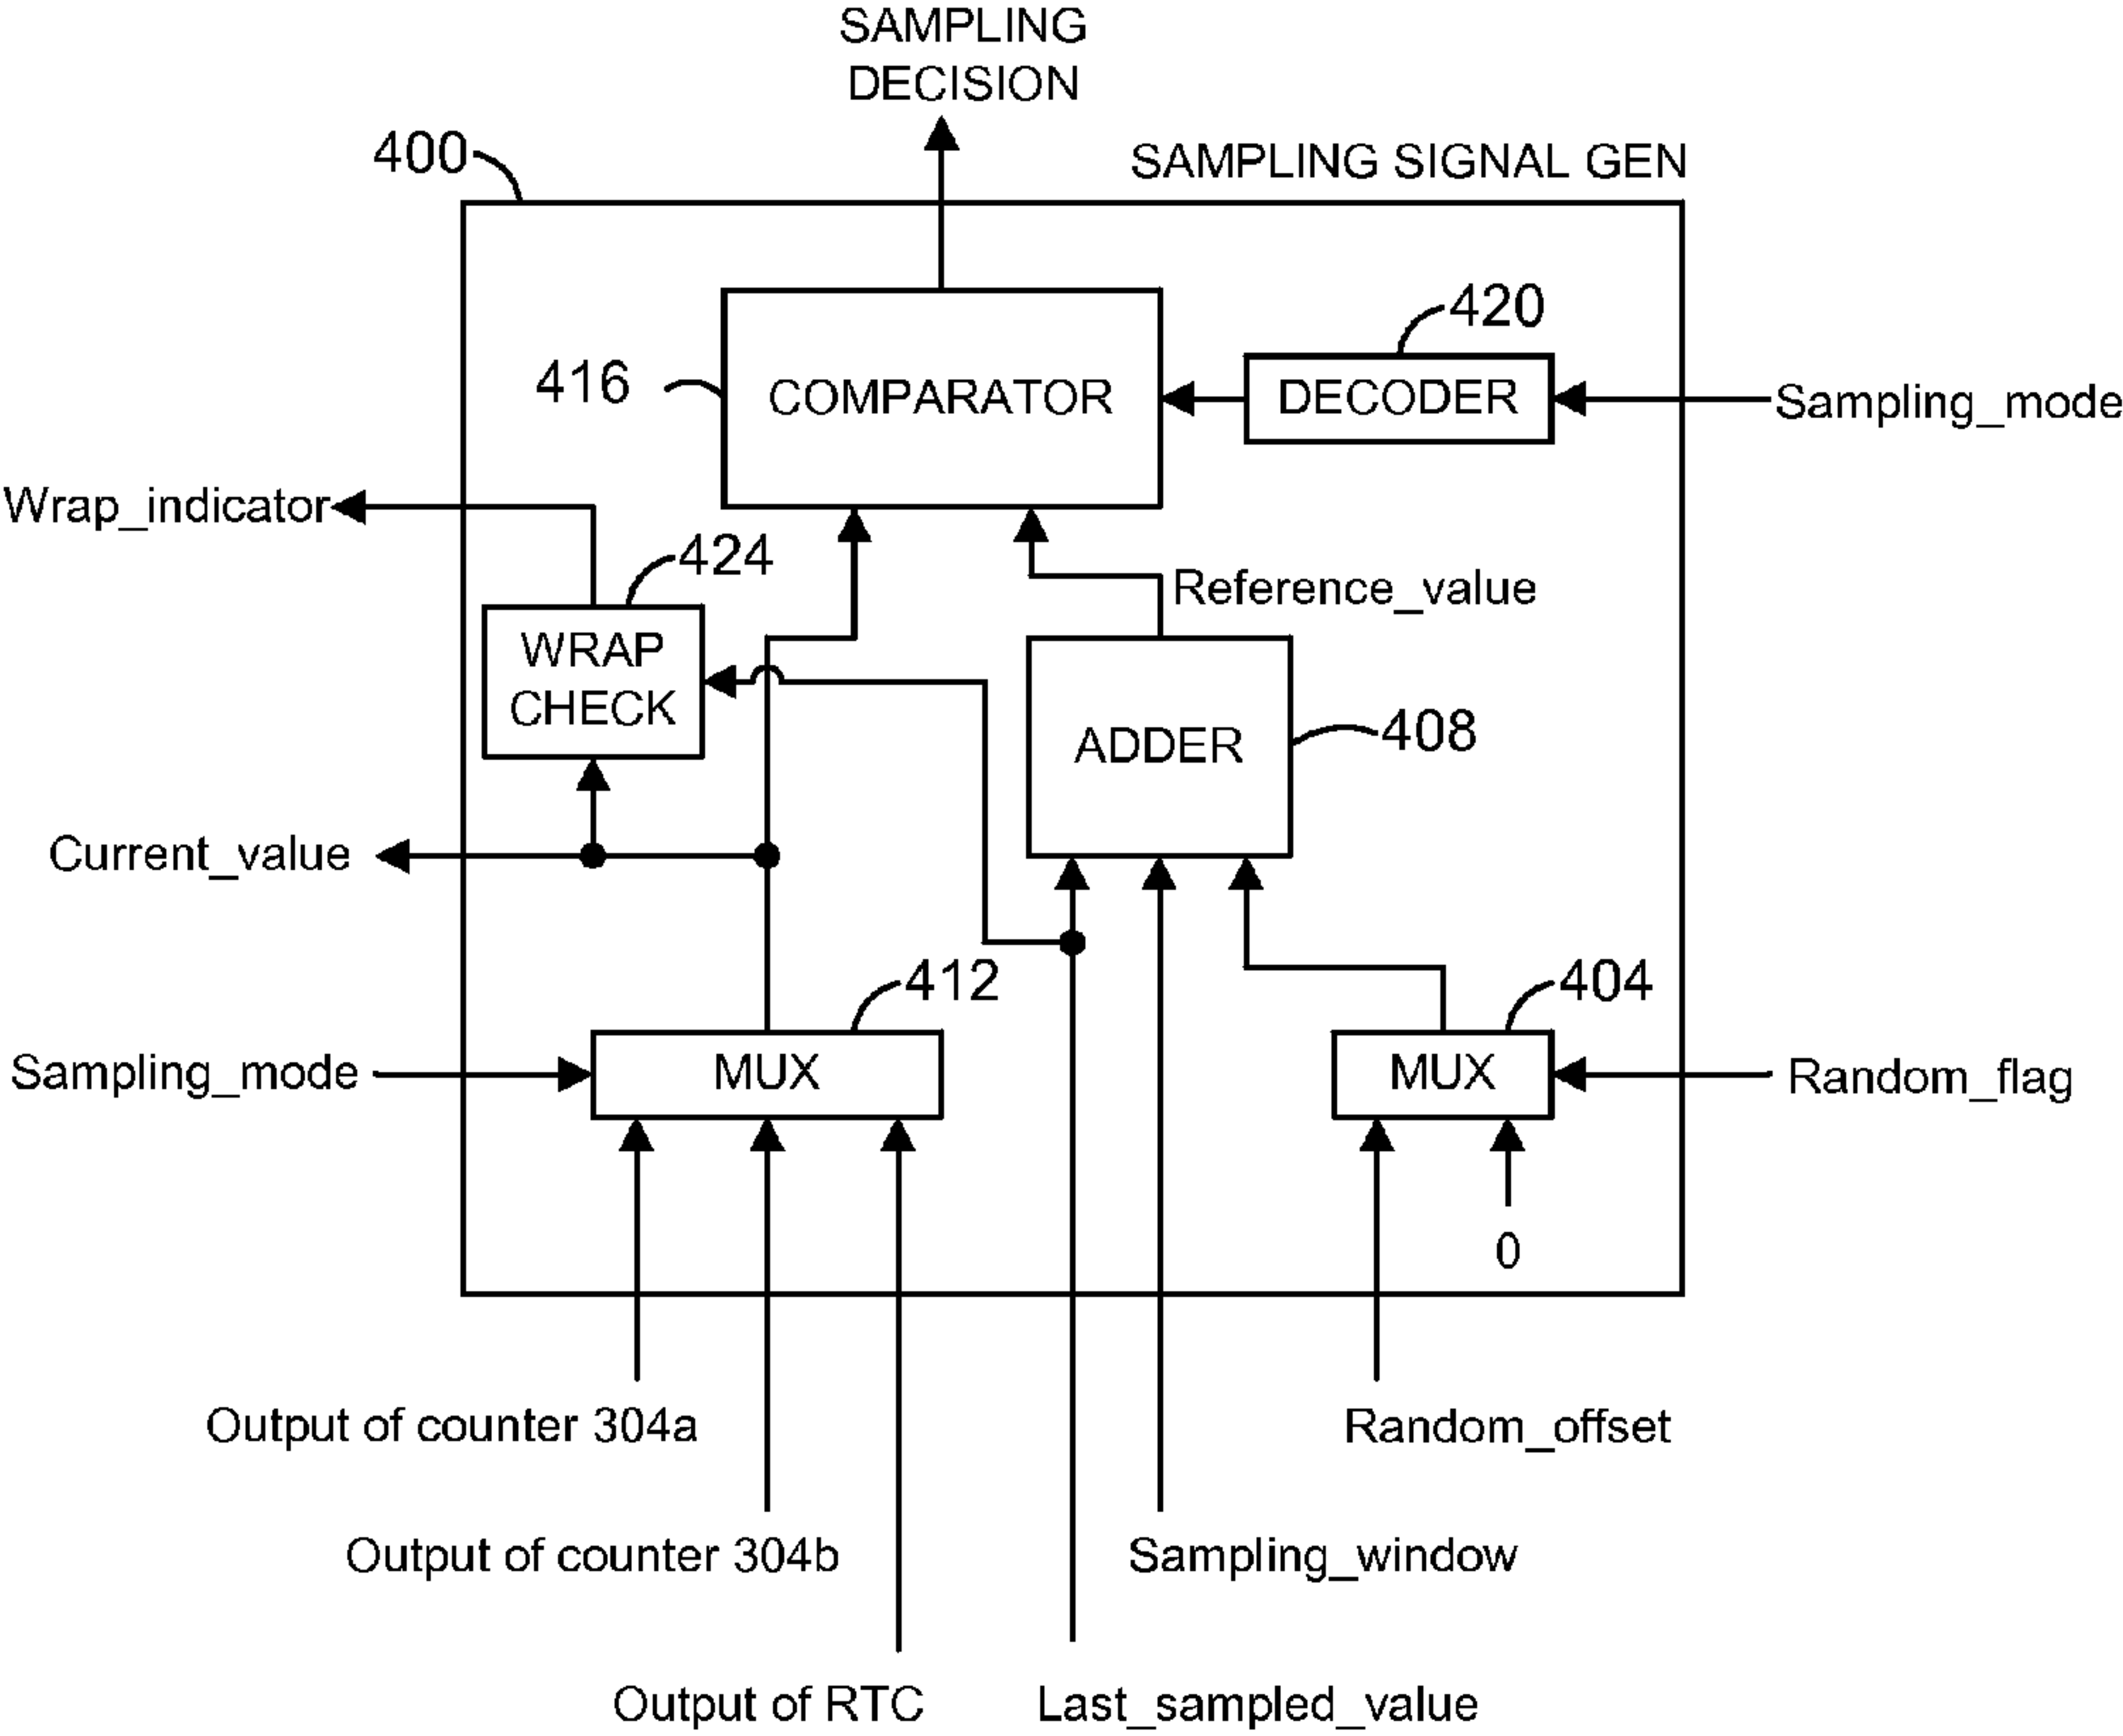 SAMPLING
DECISION
400
SAMPLING SIGNAL GEN
420
416
COMPARATOR
DECODER
Sampling_mode
Wrap_indicator
424
Reference_value
WRAP
CHECK
ADDER
408
Current_value
412
404
Sampling_mode
MUX
MUX
Random_flag
0
Output of counter 304a
Random_offset
Output of counter 304b
Sampling_window
Output of RTC
Last_sampled_value